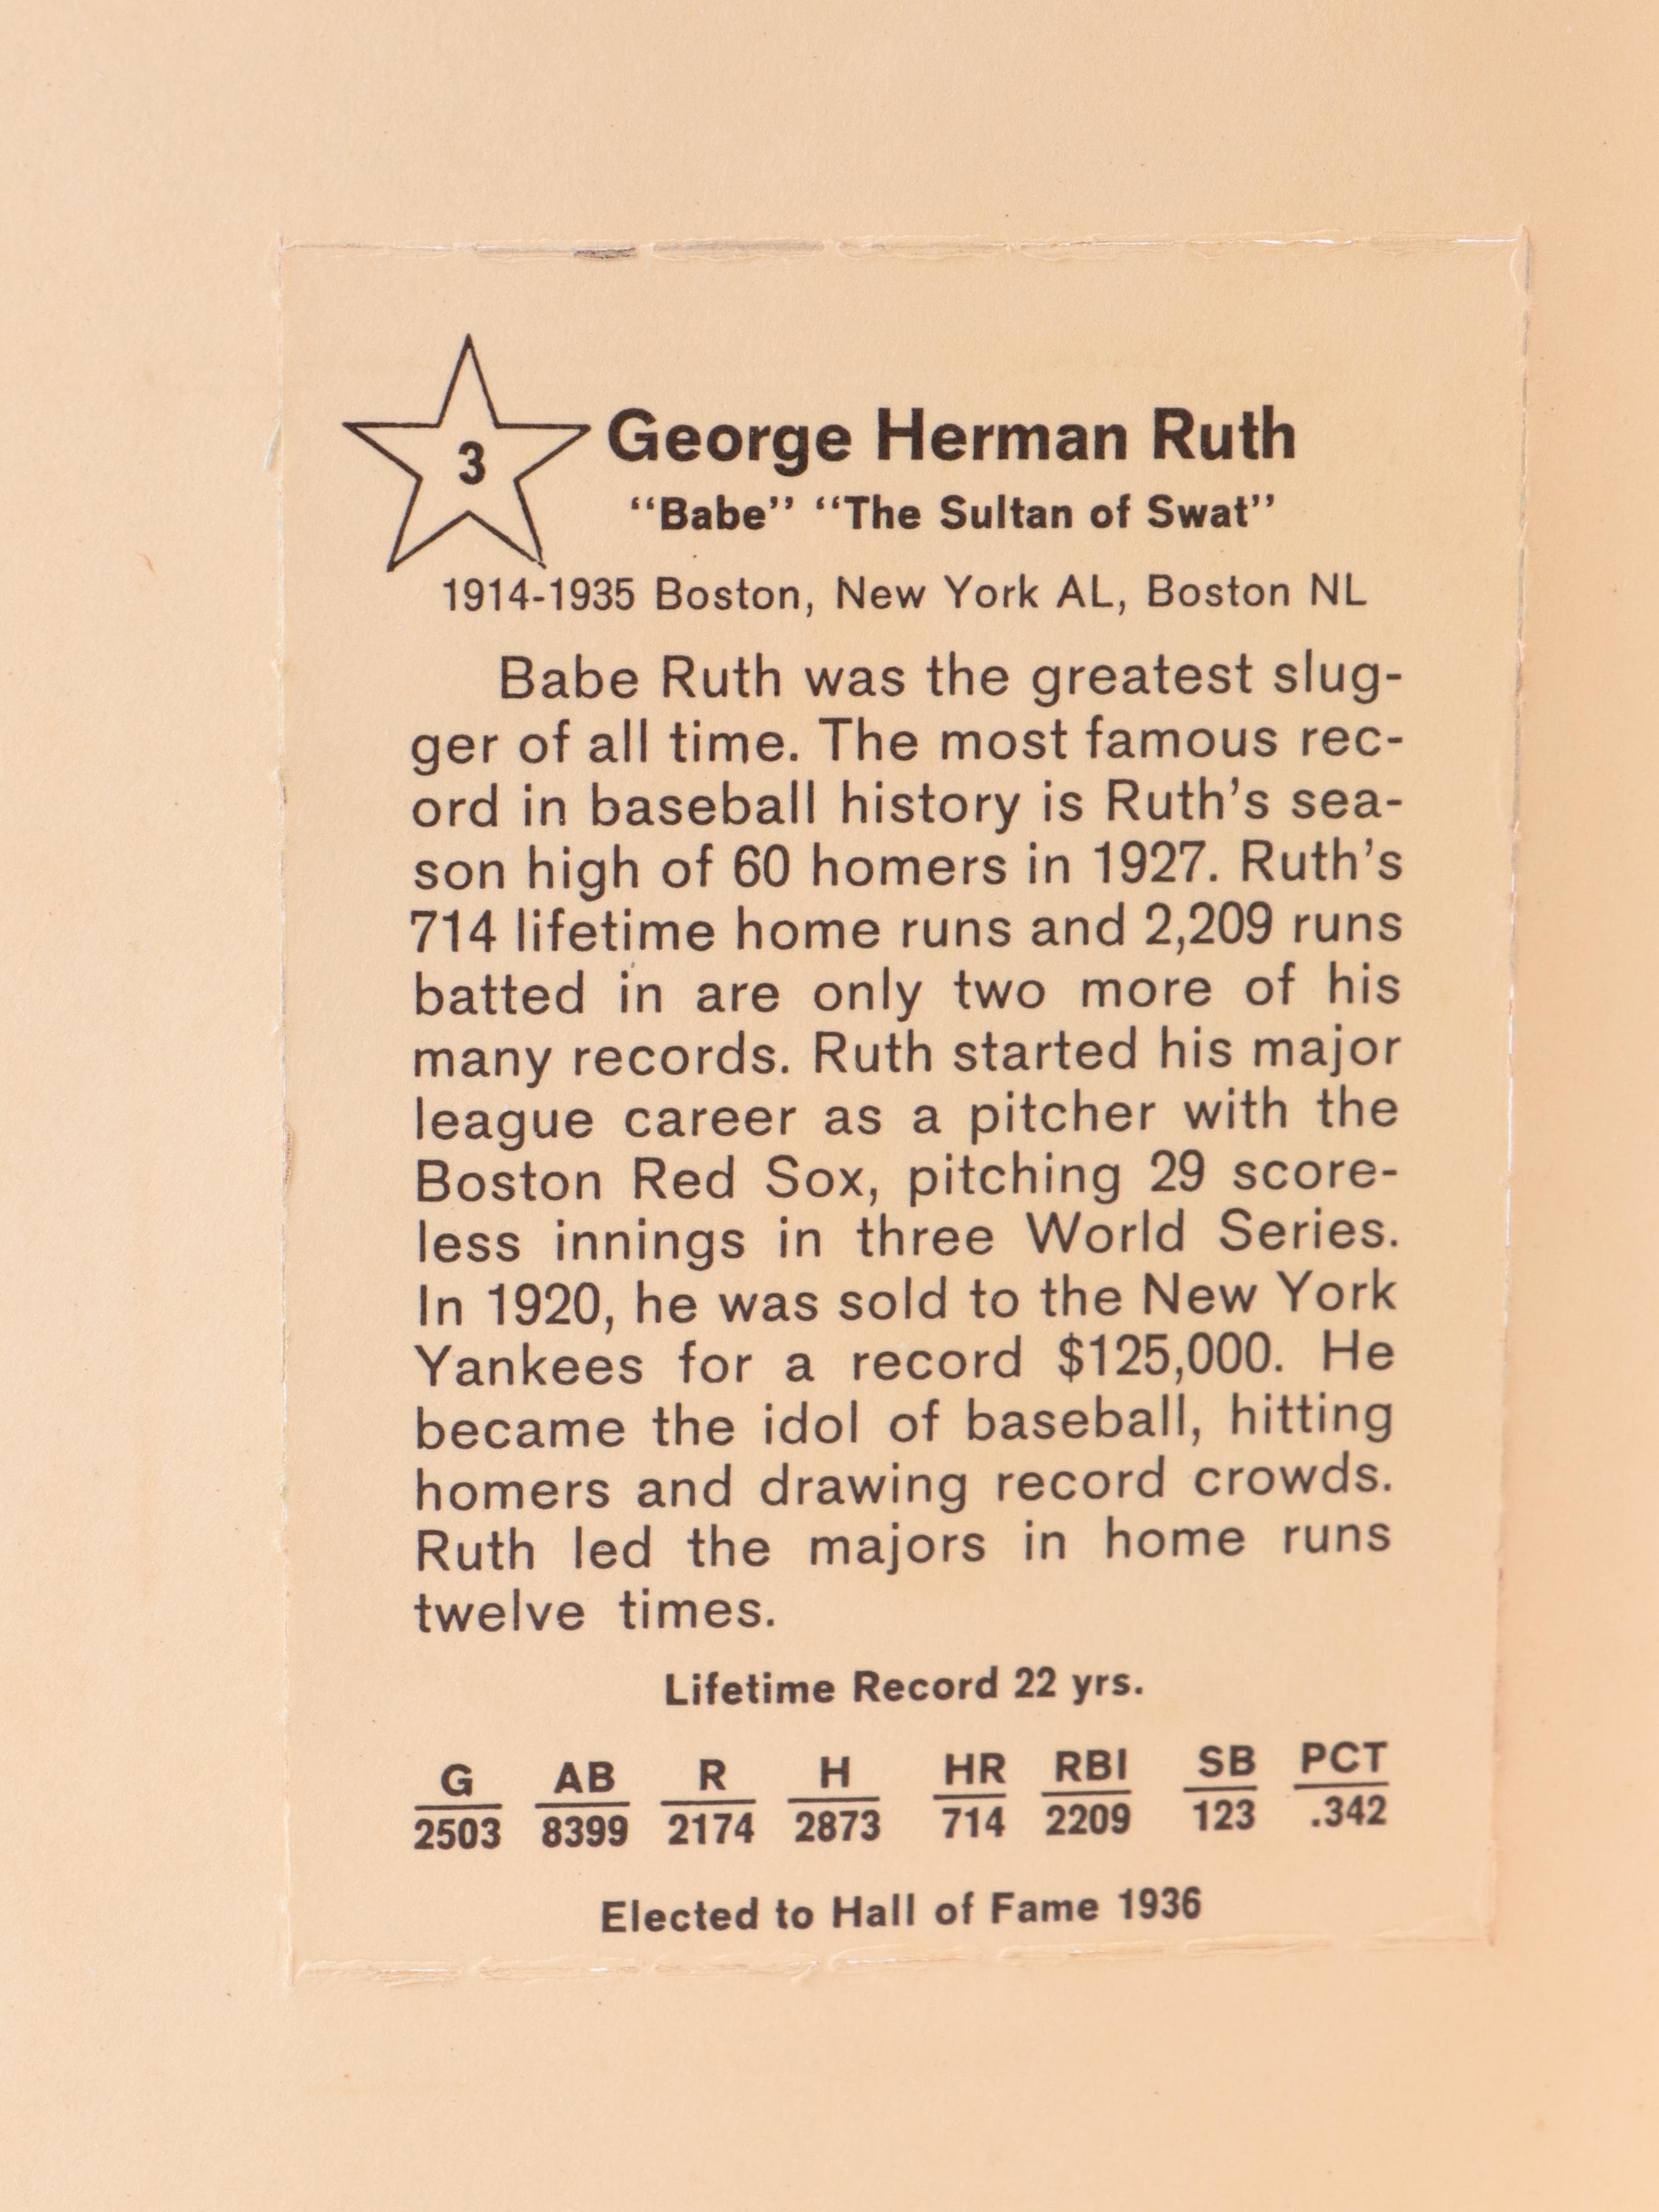 3
George Herman Ruth
“Babe” “The Sultan of Swat”
1914-1935 Boston, New York AL, Boston NL
Babe Ruth was the greatest slug-
ger of all time. The most famous rec-
ord in baseball history is Ruth’s sea-
son high of 60 homers in 1927. Ruth’s
714 lifetime home runs and 2,209 runs
batted in are only two more of his
many records. Ruth started his major
league career as a pitcher with the
Boston Red Sox, pitching 29 score-
less innings in three World Series.
In 1920, he was sold to the New York
Yankees for a record $125,000. He
became the idol of baseball, hitting
homers and drawing record crowds.
Ruth led the majors in home runs
twelve times.
Lifetime Record 22 yrs.
G AB R H HR RBI SB PCT
2503 8399 2174 2873 714 2209 123 .342
Elected to Hall of Fame 1936